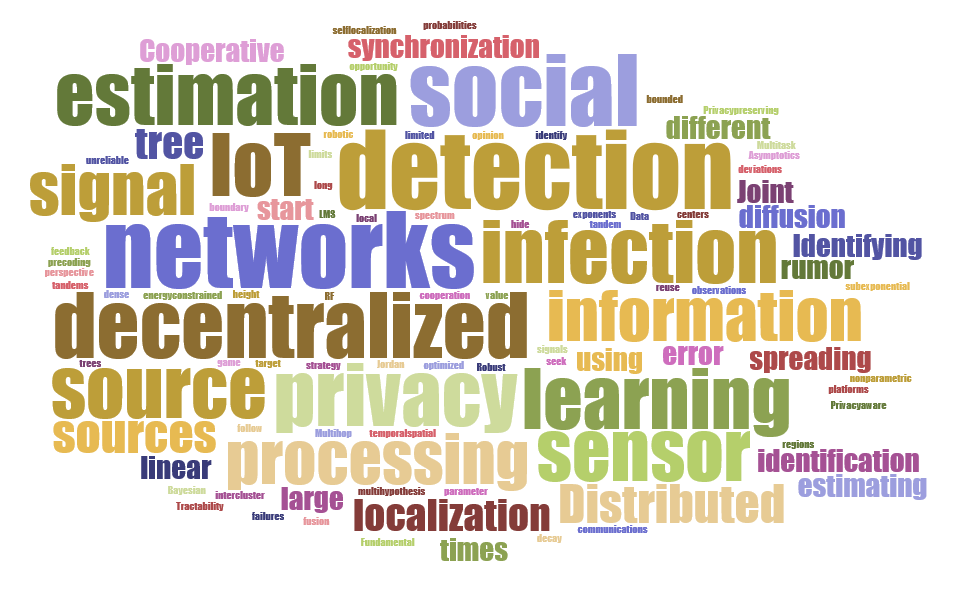 selflocalization probabilities
Cooperative synchronization
opportunity
estimation social
bounded
Privacypreserving
tree IoT robotic limited opinion identify different
Multitask
unreliable limits detection Asymptotics
signal long deviations
Joint
boundary start LMS local spectrum exponents Data centers diffusion
networks hide tandem
infection Identifying
feedback
precoding rumor
perspective
tandems reuse observations subexponential
dense energyconstrained height RF cooperation value
decentralized information
signals
trees game target strategy Jordan optimized Robust seek using error spreading
source privacy learning nonparametric
platforms
Privacyaware
sources follow Multihop temporalspatial
processing sensor regions
linear identification
Bayesian intercluster large multihypothesis parameter Distributed estimating
Tractability
failures fusion localization communications
Fundamental times decay